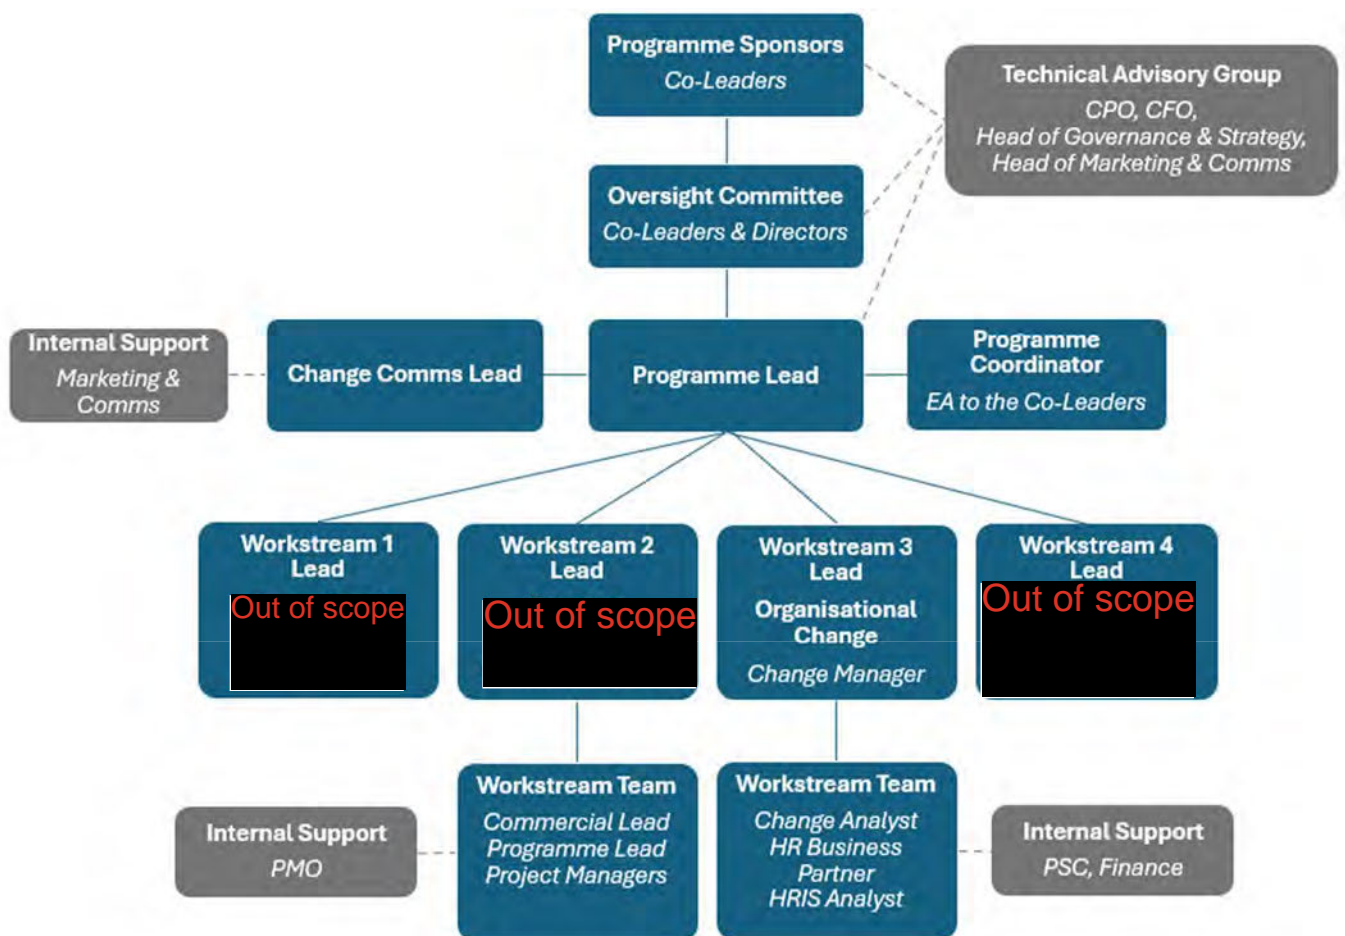 Programme Sponsors
Co-Leaders
Technical Advisory Group
CPO, CFO,
Head of Governance & Strategy,
Head of Marketing & Comms
Oversight Committee
Co-Leaders & Directors
Internal Support
Marketing &
Comms
Change Comms Lead
Programme Lead
Programme
Coordinator
EA to the Co-Leaders
Workstream 1
Lead
Out of scope
Workstream 2
Lead
Out of scope
Workstream 3
Lead
Organisational
Change
Change Manager
Workstream 4
Lead
Out of scope
Internal Support
PMO
Workstream Team
Commercial Lead
Programme Lead
Project Managers
Workstream Team
Change Analyst
HR Business
Partner
HRIS Analyst
Internal Support
PSC, Finance